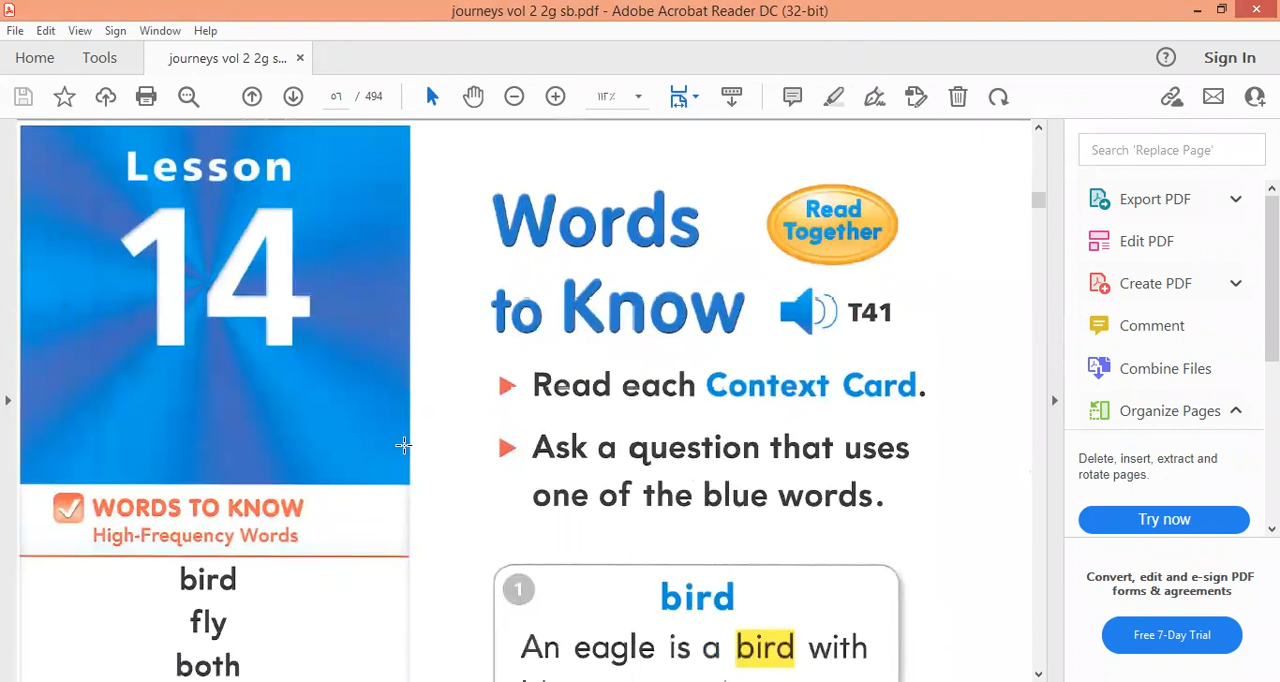 journeys vol 2 2g sb.pdf - Adobe Acrobat Reader DC (32-bit)
File Edit View Sign Window Help
Home Tools journeys vol 2 2g s... × Sign In
٥٦ / 494 ١١٢٪
Lesson
14
WORDS TO KNOW
High-Frequency Words
bird
fly
both
Words
to Know
Read
Together
T41
Read each Context Card.
Ask a question that uses
one of the blue words.
1
bird
An eagle is a bird with
Search 'Replace Page'
Export PDF
Edit PDF
Create PDF
Comment
Combine Files
Organize Pages
Delete, insert, extract and
rotate pages.
Try now
Convert, edit and e-sign PDF
forms & agreements
Free 7-Day Trial